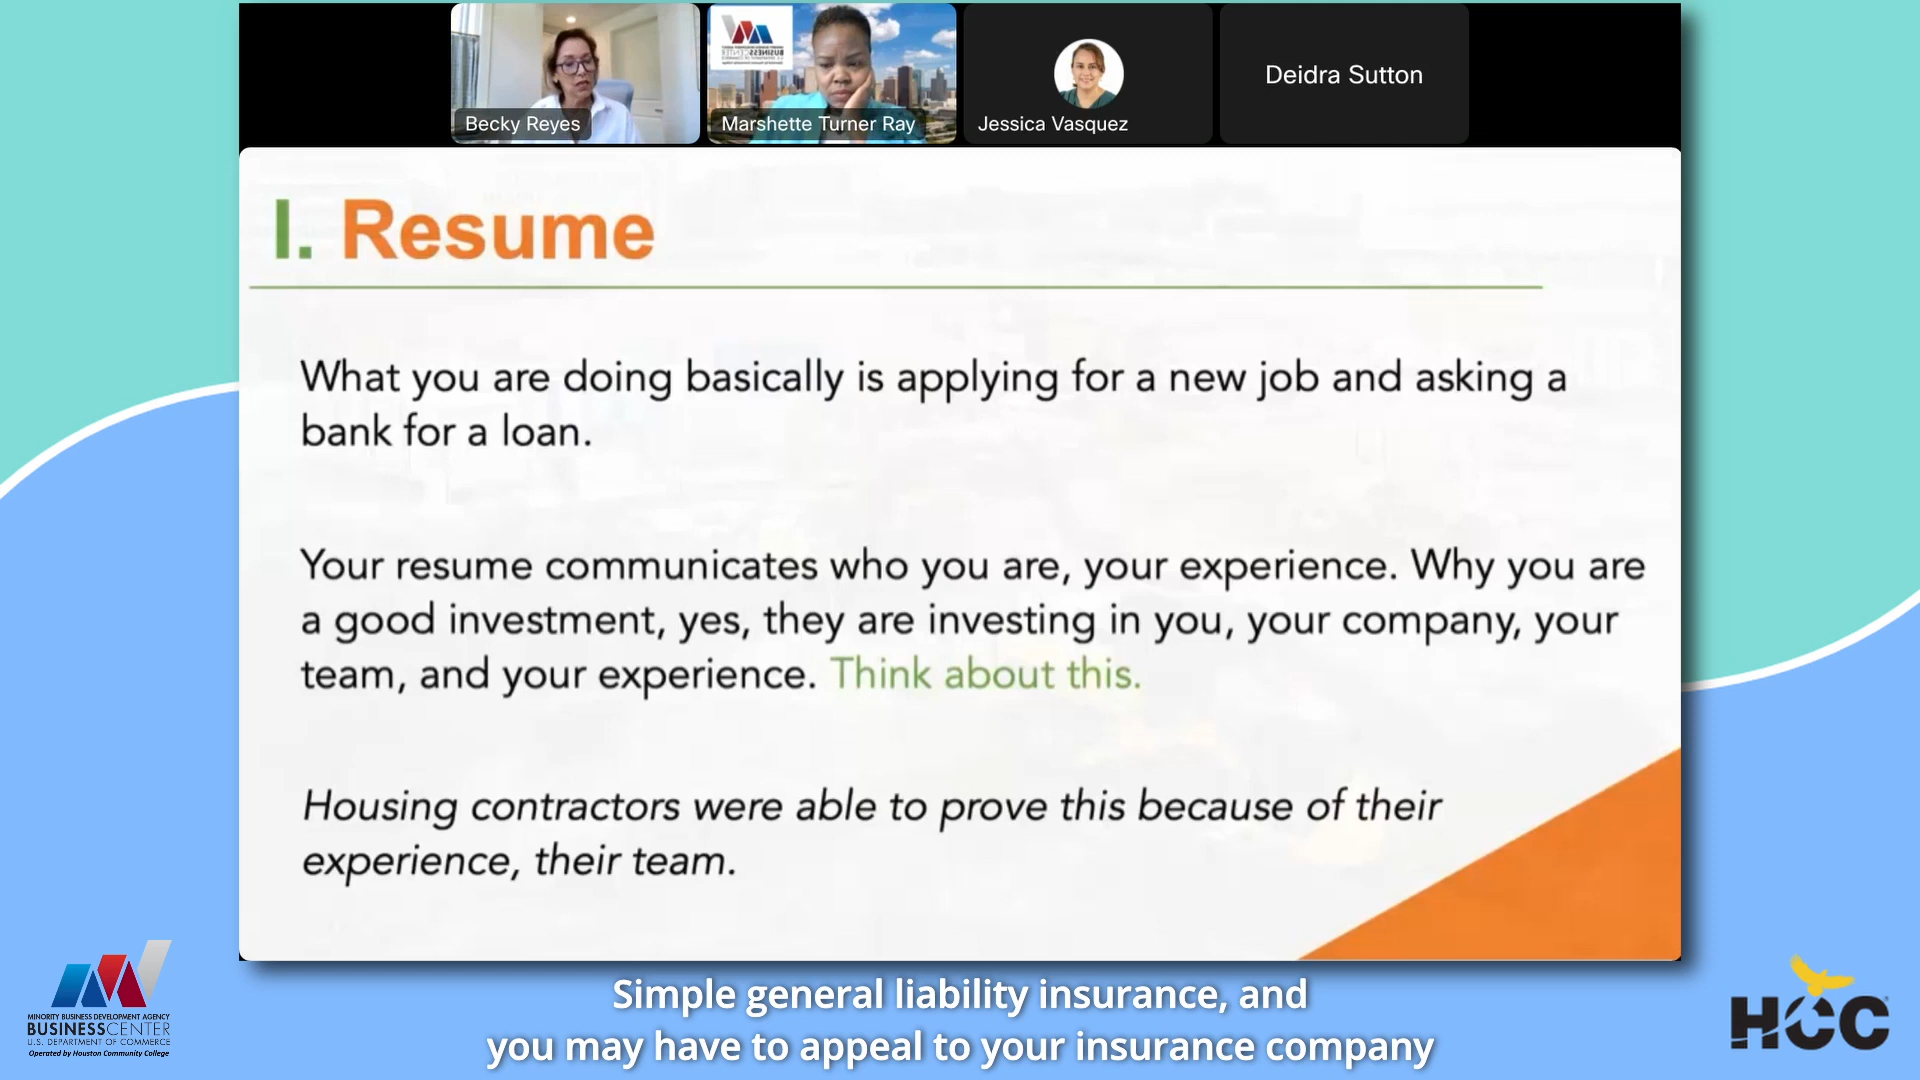 Becky Reyes
Marshette Turner Ray
Jessica Vasquez
Deidra Sutton
I. Resume
What you are doing basically is applying for a new job and asking a
bank for a loan.
Your resume communicates who you are, your experience. Why you are
a good investment, yes, they are investing in you, your company, your
team, and your experience. Think about this.
Housing contractors were able to prove this because of their
experience, their team.
Simple general liability insurance, and
you may have to appeal to your insurance company
MINORITY BUSINESS DEVELOPMENT AGENCY
BUSINESSCENTER
U.S. DEPARTMENT OF COMMERCE
Operated by Houston Community College
HCC